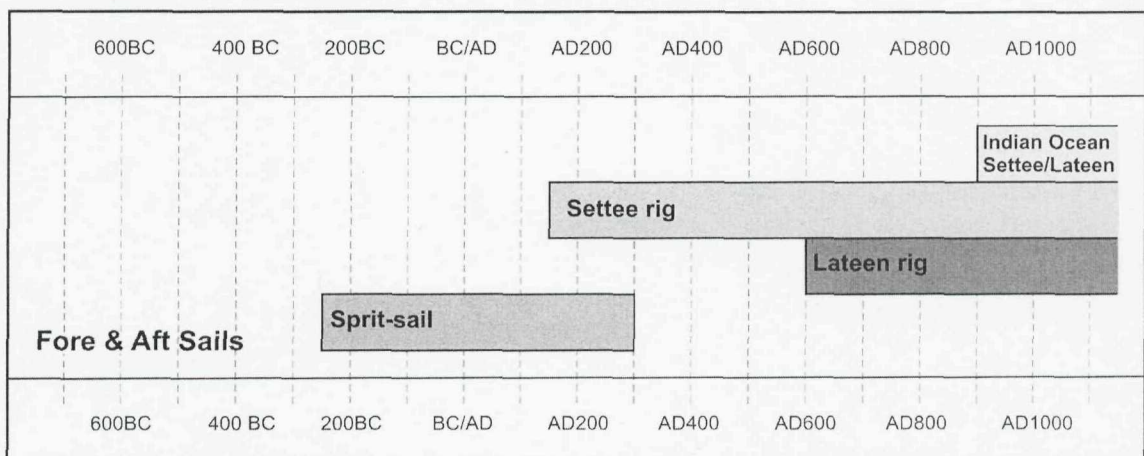 600BC 400 BC 200BC BC/AD AD200 AD400 AD600 AD800 AD1000
Indian Ocean
Settee/Lateen
Settee rig
Lateen rig
Sprit-sail
Fore & Aft Sails
600BC 400 BC 200BC BC/AD AD200 AD400 AD600 AD800 AD1000